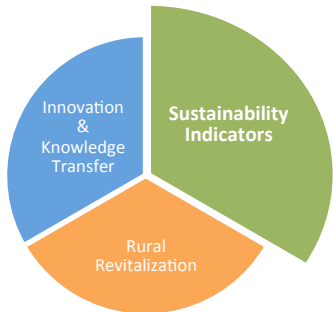 Innovation
&
Knowledge
Transfer
Sustainability
Indicators
Rural
Revitalization